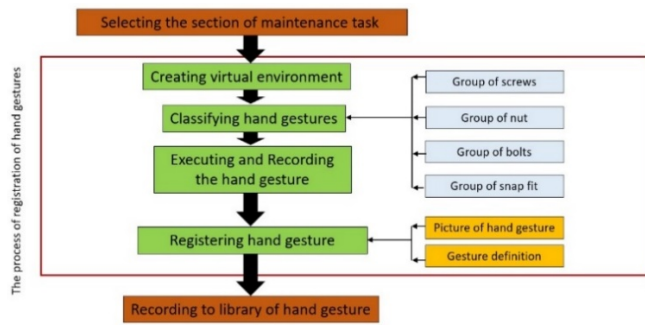 Selecting the section of maintenance task
The process of registration of hand gestures
Creating virtual environment
Classifying hand gestures
Group of screws
Group of nut
Group of bolts
Group of snap fit
Executing and Recording
the hand gesture
Registering hand gesture
Picture of hand gesture
Gesture definition
Recording to library of hand gesture